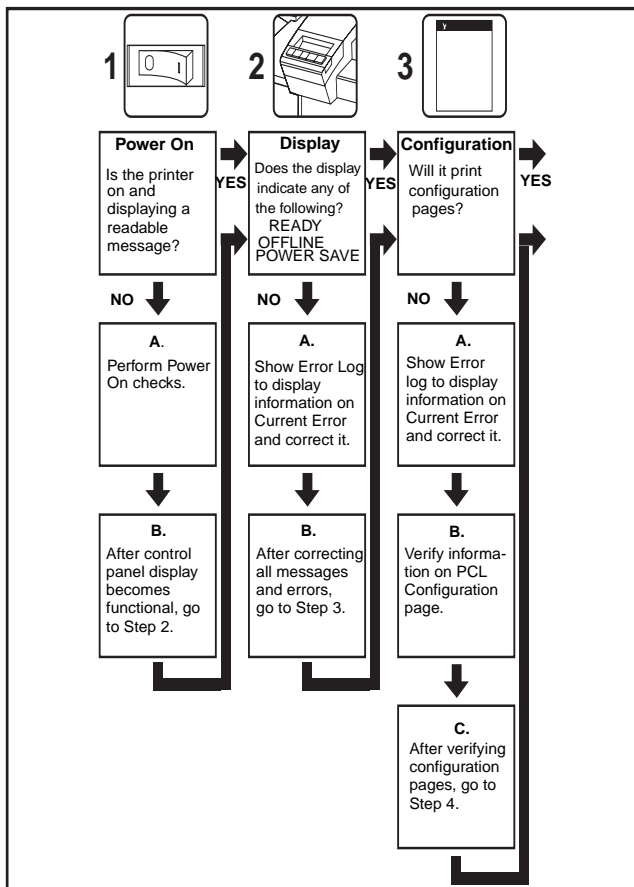 1
2
3
O I
Power On
Is the printer
on and
displaying a
readable
message?
YES
NO
A.
Perform Power
On checks.
B.
After control
panel display
becomes
functional, go
to Step 2.
Display
Does the display
indicate any of
the following?
READY
OFFLINE
POWER SAVE
YES
NO
A.
Show Error Log
to display
information on
Current Error
and correct it.
B.
After correcting
all messages
and errors,
go to Step 3.
Configuration
Will it print
configuration
pages?
YES
NO
A.
Show Error
log to display
information on
Current Error
and correct it.
B.
Verify informa-
tion on PCL
Configuration
page.
C.
After verifying
configuration
pages, go to
Step 4.